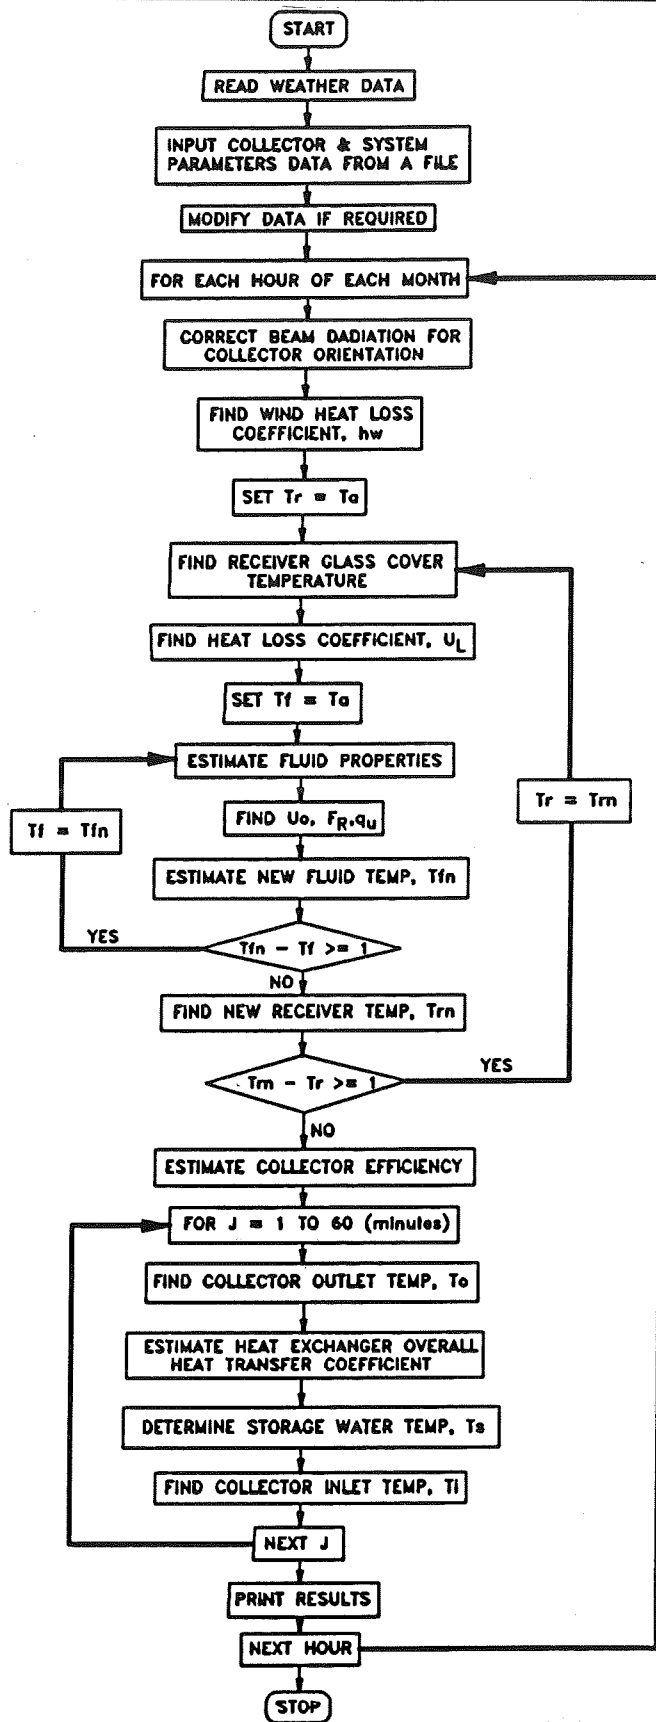 START
READ WEATHER DATA
INPUT COLLECTOR & SYSTEM
PARAMETERS DATA FROM A FILE
MODIFY DATA IF REQUIRED
FOR EACH HOUR OF EACH MONTH
CORRECT BEAM DADIATION FOR
COLLECTOR ORIENTATION
FIND WIND HEAT LOSS
COEFFICIENT, hw
SET Tr = Ta
FIND RECEIVER GLASS COVER
TEMPERATURE
FIND HEAT LOSS COEFFICIENT, UL
SET Tf = Ta
ESTIMATE FLUID PROPERTIES
Tr = Trn
Tf = Tfn
FIND Uo, FR,qu
ESTIMATE NEW FLUID TEMP, Tfn
YES
Tfn - Tf >= 1
NO
FIND NEW RECEIVER TEMP, Trn
Trn - Tr >= 1
YES
NO
ESTIMATE COLLECTOR EFFICIENCY
FOR J = 1 TO 60 (minutes)
FIND COLLECTOR OUTLET TEMP, To
ESTIMATE HEAT EXCHANGER OVERALL
HEAT TRANSFER COEFFICIENT
DETERMINE STORAGE WATER TEMP, Ts
FIND COLLECTOR INLET TEMP, Ti
NEXT J
PRINT RESULTS
NEXT HOUR
STOP